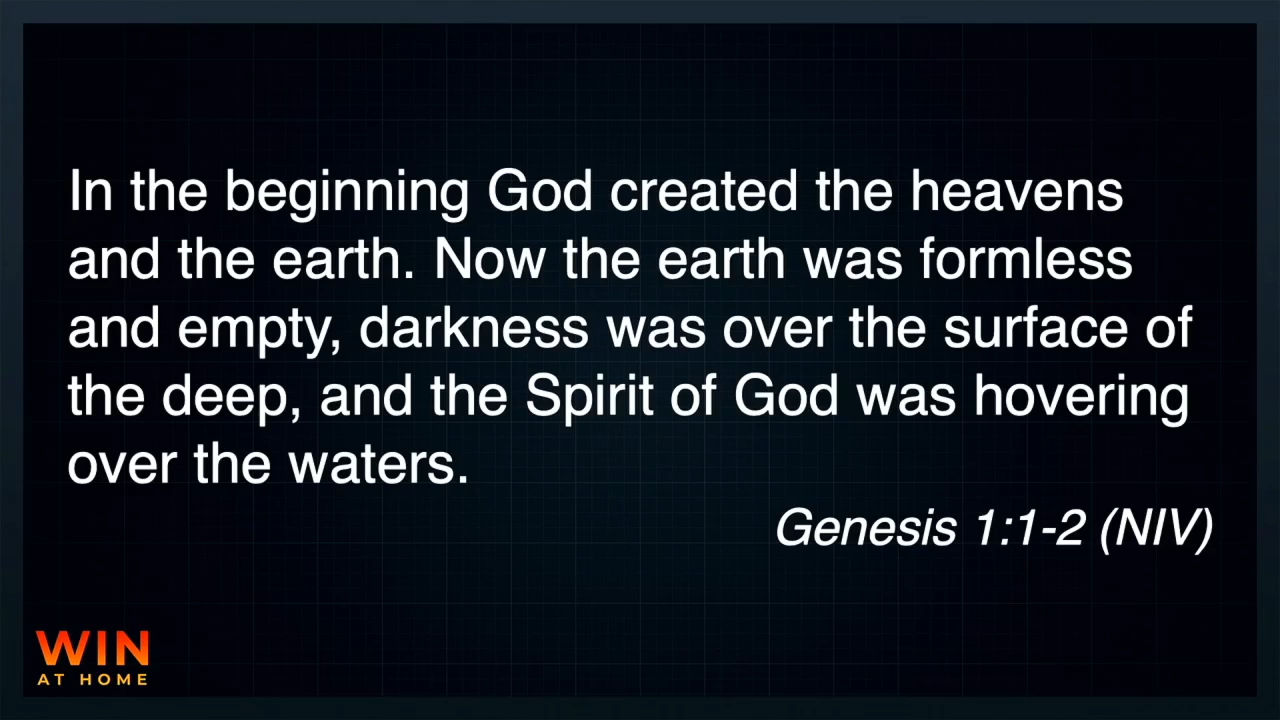 In the beginning God created the heavens
and the earth. Now the earth was formless
and empty, darkness was over the surface of
the deep, and the Spirit of God was hovering
over the waters.
Genesis 1:1-2 (NIV)
WIN
AT HOME